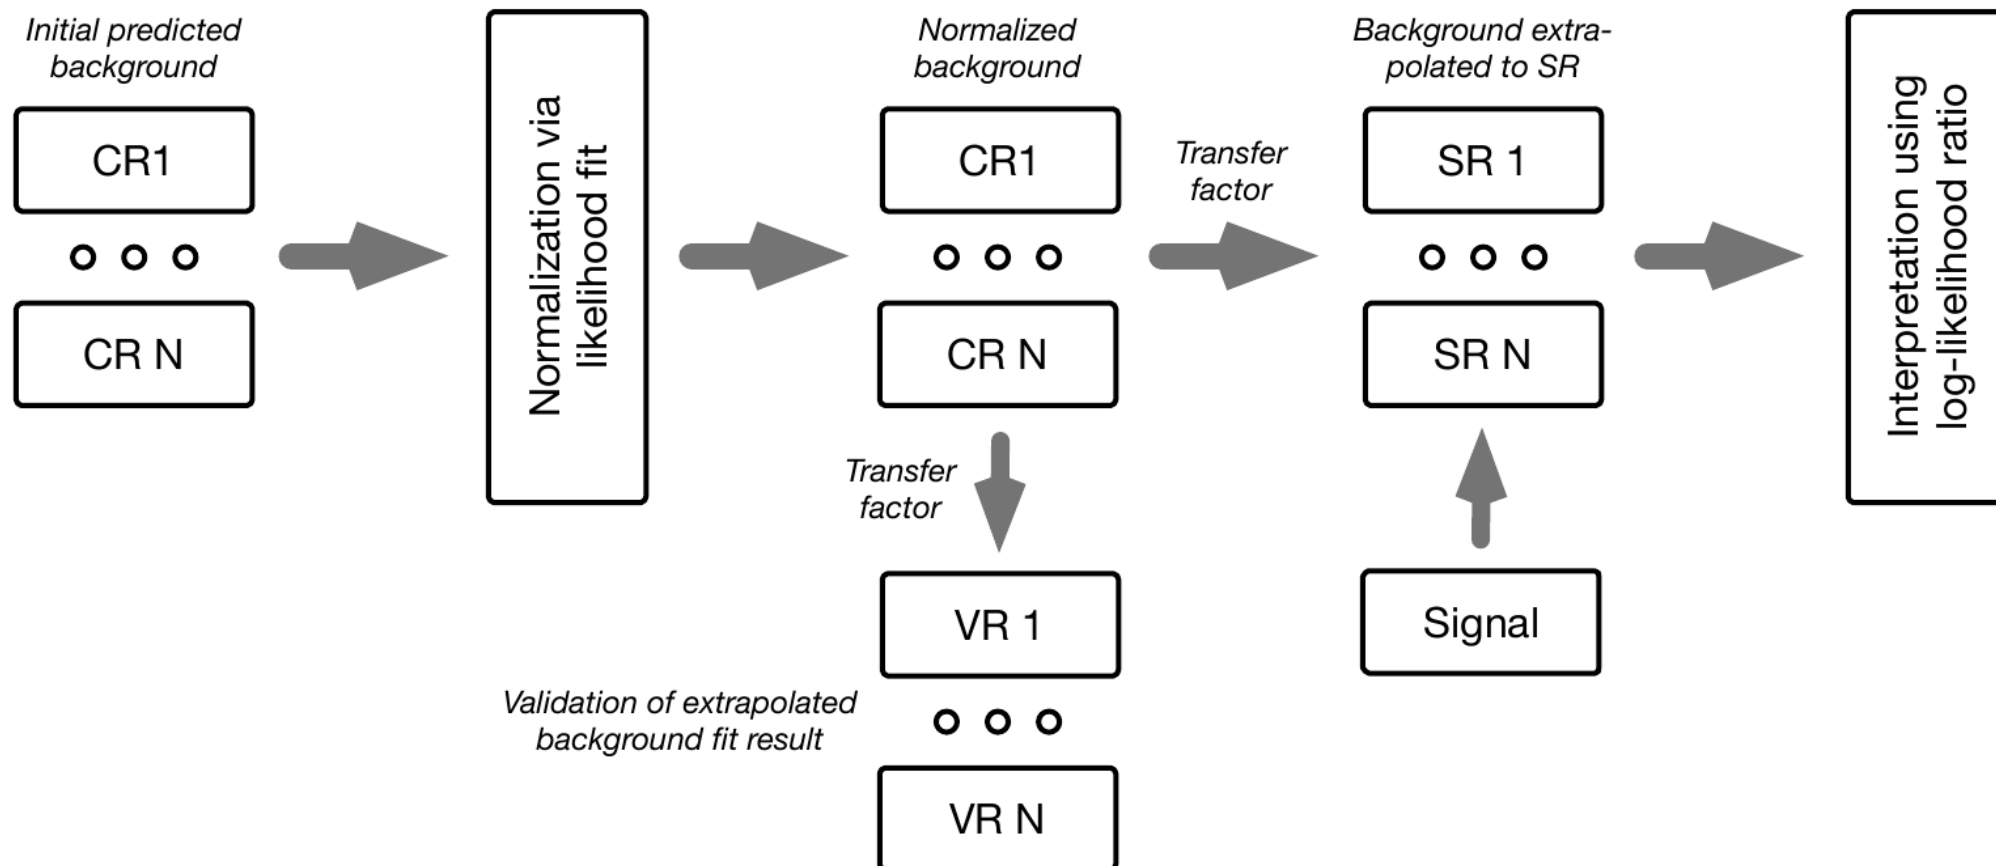 Initial predicted
background
CR1
CR N
Normalization via
likelihood fit
Normalized
background
CR1
CR N
Transfer
factor
Transfer
factor
VR 1
VR N
Validation of extrapolated
background fit result
Background extra-
polated to SR
SR 1
SR N
Signal
Interpretation using
log-likelihood ratio